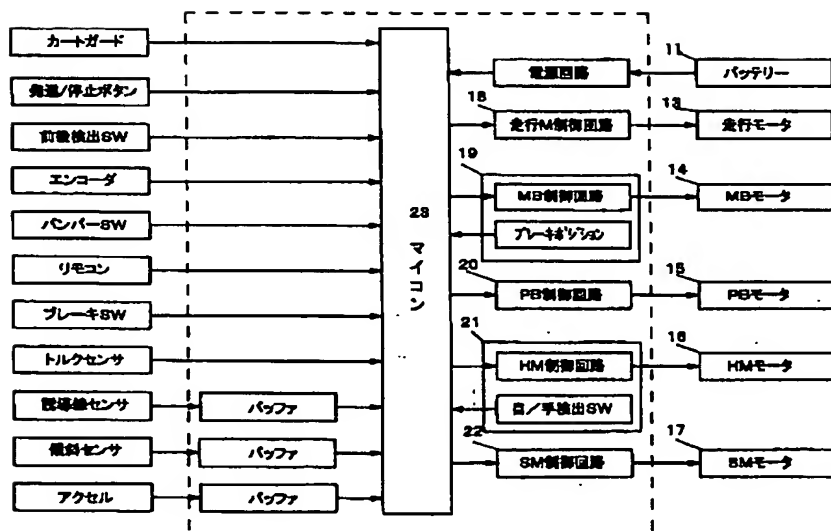 カートガード
発進/停止ボタン
前後検出SW
エンコーダ
バンパーSW
リモコン
ブレーキSW
トルクセンサ
誘導線センサ
バッファ
傾斜センサ
バッファ
アクセル
バッファ
23
マイコン
電源回路
11
バッテリー
18
走行M制御回路
13
走行モータ
19
MB制御回路
14
MBモータ
ブレーキポジション
20
PB制御回路
15
PBモータ
21
HM制御回路
16
HMモータ
自/手検出SW
22
SM制御回路
17
SMモータ